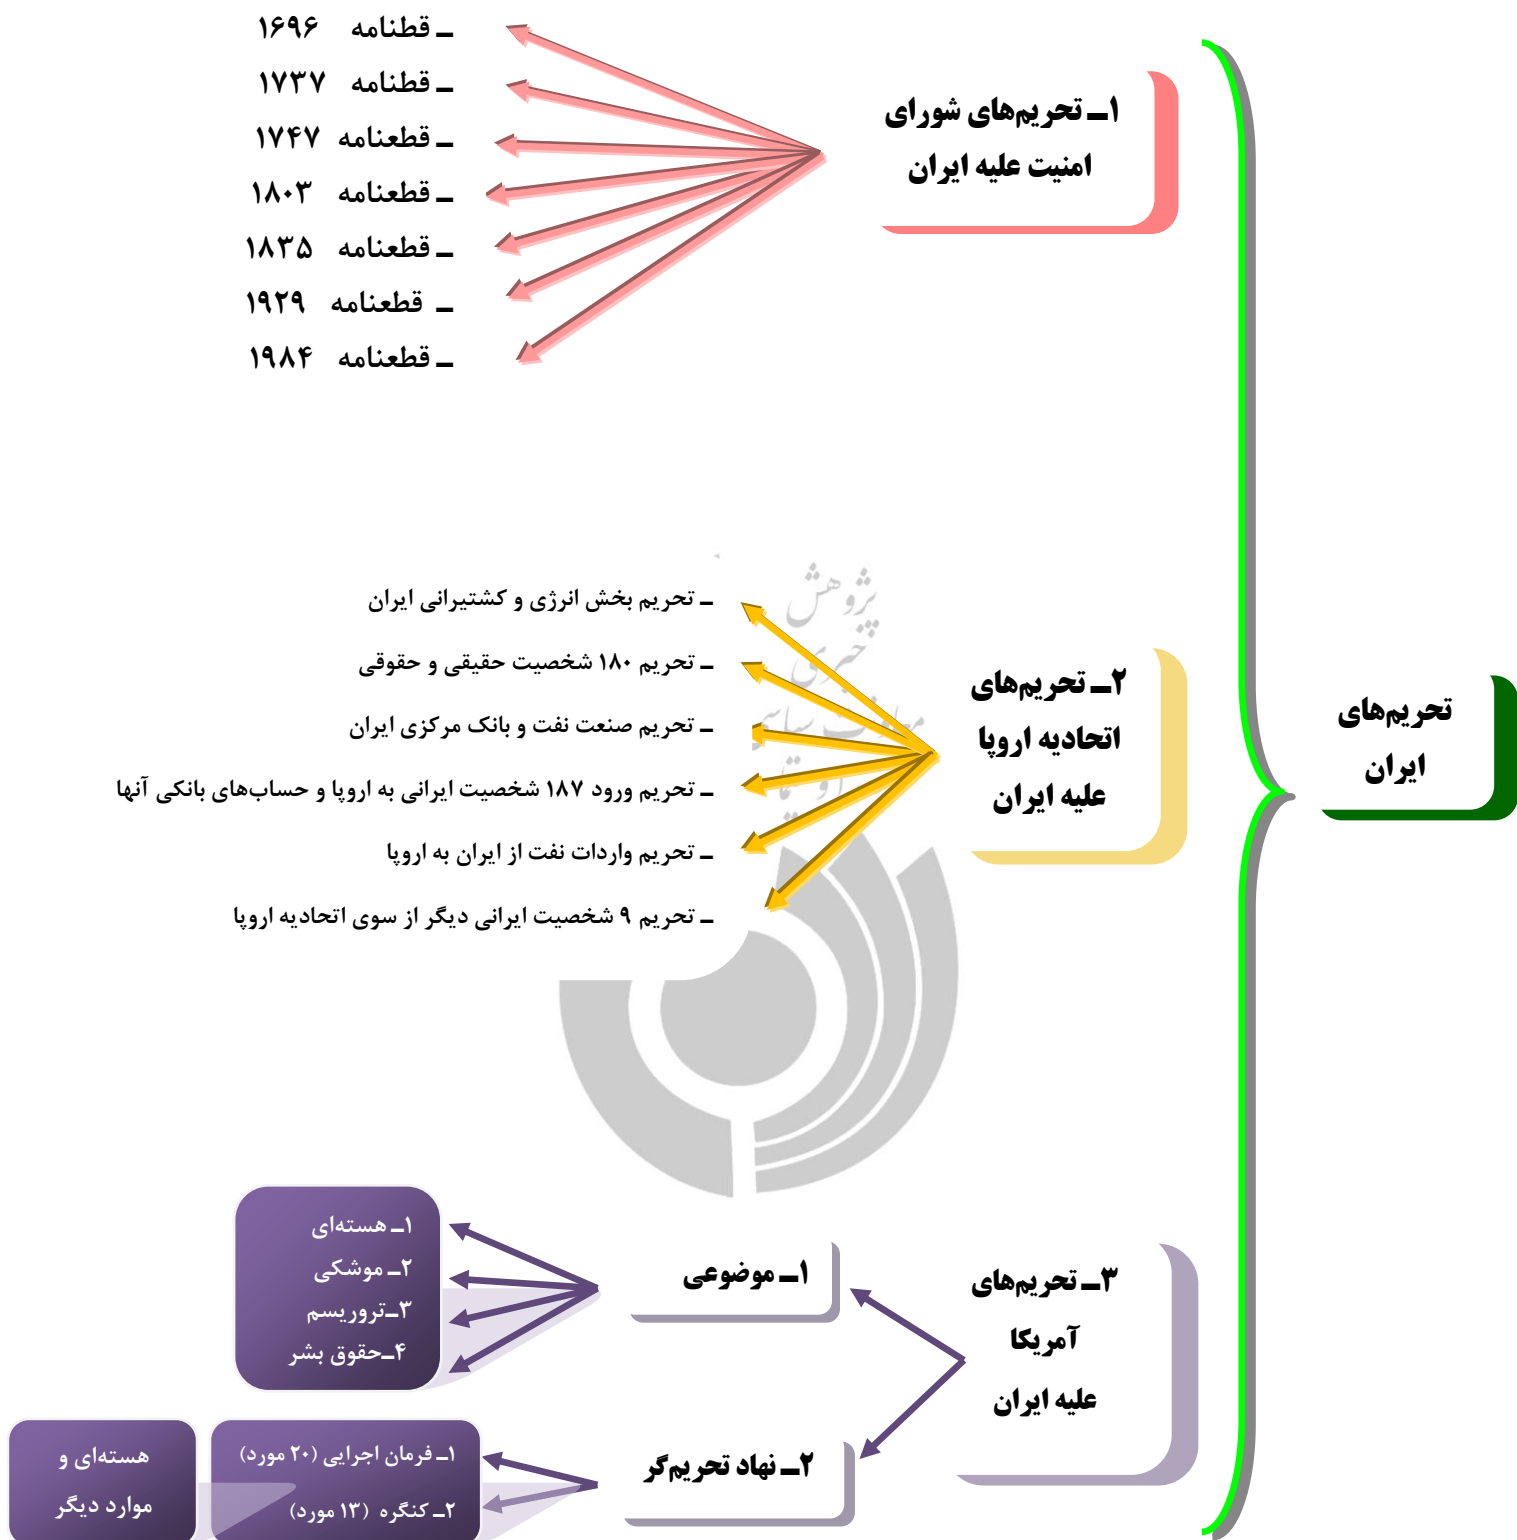 تحریم‌های
ایران
۱ـ تحریم‌های شورای
امنیت علیه ایران
ـ قطنامه ۱۶۹۶
ـ قطنامه ۱۷۳۷
ـ قطعنامه ۱۷۴۷
ـ قطعنامه ۱۸۰۳
ـ قطعنامه ۱۸۳۵
ـ قطعنامه ۱۹۲۹
ـ قطعنامه ۱۹۸۴
۲ـ تحریم‌های
اتحادیه اروپا
علیه ایران
ـ تحریم بخش انرژی و کشتیرانی ایران
ـ تحریم ۱۸۰ شخصیت حقیقی و حقوقی
ـ تحریم صنعت نفت و بانک مرکزی ایران
ـ تحریم ورود ۱۸۷ شخصیت ایرانی به اروپا و حساب‌های بانکی آنها
ـ تحریم واردات نفت از ایران به اروپا
ـ تحریم ۹ شخصیت ایرانی دیگر از سوی اتحادیه اروپا
پژوهش
خبری
۳ـ تحریم‌های
آمریکا
علیه ایران
۱ـ موضوعی
۱ـ هسته‌ای
۲ـ موشکی
۳ـتروریسم
۴ـحقوق بشر
۲ـ نهاد تحریم‌گر
۱ـ فرمان اجرایی (۲۰ مورد)
۲ـ کنگره (۱۳ مورد)
هسته‌ای و
موارد دیگر